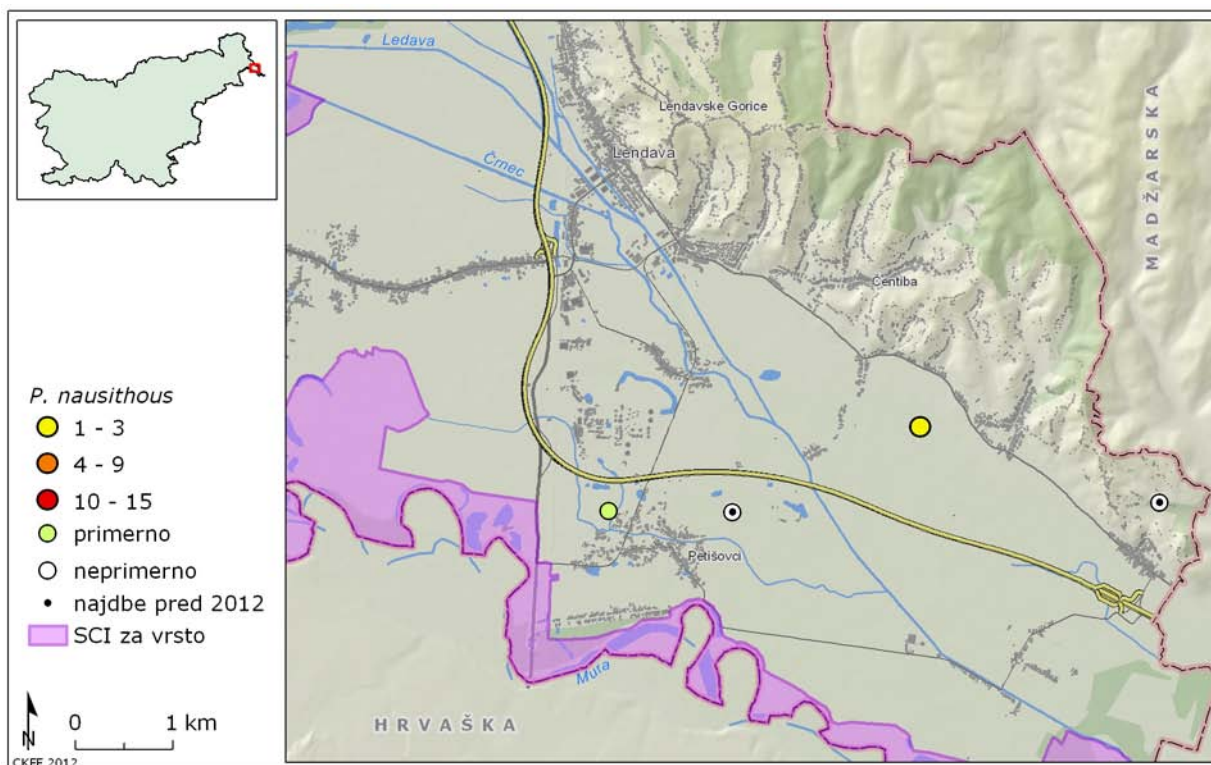 P. nausithous
1 - 3
4 - 9
10 - 15
primerno
neprimerno
najdbe pred 2012
SCI za vrsto
N
0 1 km
CKFF 2012
Ledava
Lendavske Gorice
Črnec
Lendava
MADŽARSKA
Čentiba
Petišovci
Muta
HRVAŠKA